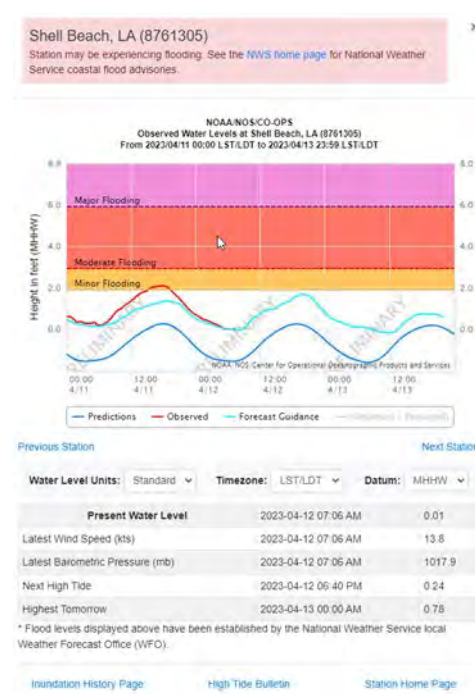 Shell Beach, LA (8761305)
Station may be experiencing flooding. See the NWS home page for National Weather
Service coastal flood advisories.
NOAA/NOS/CO-OPS
Observed Water Levels at Shell Beach, LA (8761305)
From 2023/04/11 00:00 LST/LDT to 2023/04/13 23:59 LST/LDT
Height in feet (MHHW)
8.0 8.0
Major Flooding
6.0 6.0
4.0 4.0
Moderate Flooding
Minor Flooding
2.0 2.0
0.0 0.0
PRELIMINARY PRELIMINARY PRELIMINARY
NOAA/NOS/Center for Operational Oceanographic Products and Services
00:00 12:00 00:00 12:00 00:00 12:00
4/11 4/11 4/12 4/12 4/13 4/13
Predictions Observed Forecast Guidance
Previous Station Next Station
Water Level Units: Standard Timezone: LST/LDT Datum: MHHW
Present Water Level 2023-04-12 07:06 AM 0.01
Latest Wind Speed (kts) 2023-04-12 07:06 AM 13.8
Latest Barometric Pressure (mb) 2023-04-12 07:06 AM 1017.9
Next High Tide 2023-04-12 06:40 PM 0.24
Highest Tomorrow 2023-04-13 00:00 AM 0.78
* Flood levels displayed above have been established by the National Weather Service local
Weather Forecast Office (WFO).
Inundation History Page High Tide Bulletin Station Home Page